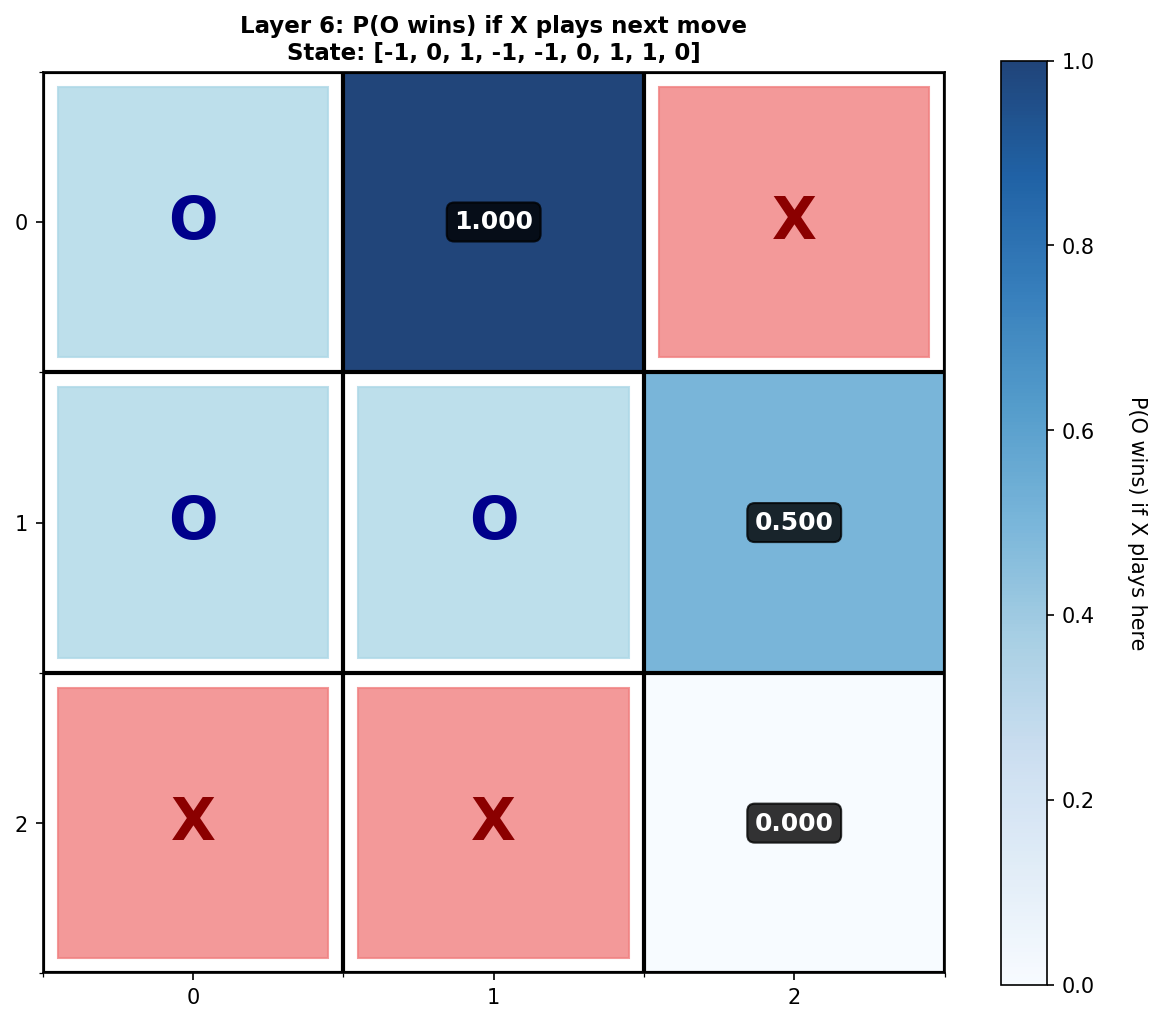 Layer 6: P(O wins) if X plays next move
State: [-1, 0, 1, -1, -1, 0, 1, 1, 0]
0
O
1.000
X
1
O
O
0.500
2
X
X
0.000
0
1
2
1.0
0.8
0.6
0.4
0.2
0.0
P(O wins) if X plays here